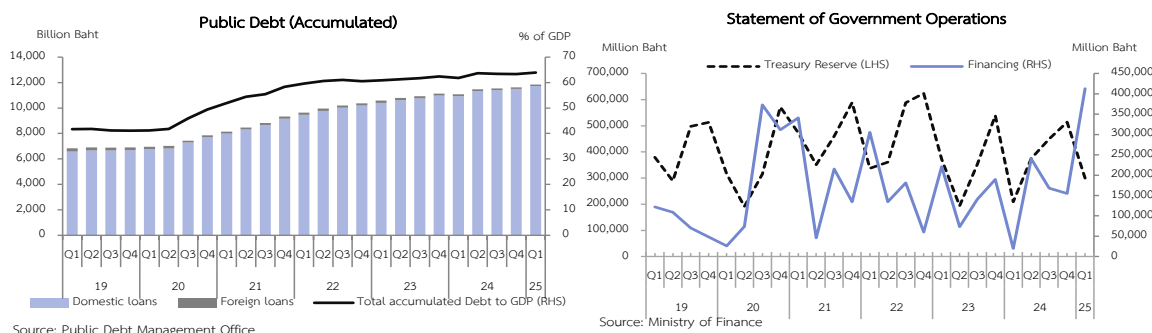 Public Debt (Accumulated)
Billion Baht
% of GDP
14,000
12,000
10,000
8,000
6,000
4,000
2,000
0
70
60
50
40
30
20
10
0
Q1 Q2 Q3 Q4 Q1 Q2 Q3 Q4 Q1 Q2 Q3 Q4 Q1 Q2 Q3 Q4 Q1 Q2 Q3 Q4 Q1 Q2 Q3 Q4 Q1
19 20 21 22 23 24 25
Domestic loans Foreign loans Total accumulated Debt to GDP (RHS)
Source: Public Debt Management Office
Statement of Government Operations
Million Baht
Million Baht
Treasury Reserve (LHS) Financing (RHS)
700,000
600,000
500,000
400,000
300,000
200,000
100,000
0
450,000
400,000
350,000
300,000
250,000
200,000
150,000
100,000
50,000
0
Q1 Q2 Q3 Q4 Q1 Q2 Q3 Q4 Q1 Q2 Q3 Q4 Q1 Q2 Q3 Q4 Q1 Q2 Q3 Q4 Q1 Q2 Q3 Q4 Q1
19 20 21 22 23 24 25
Source: Ministry of Finance